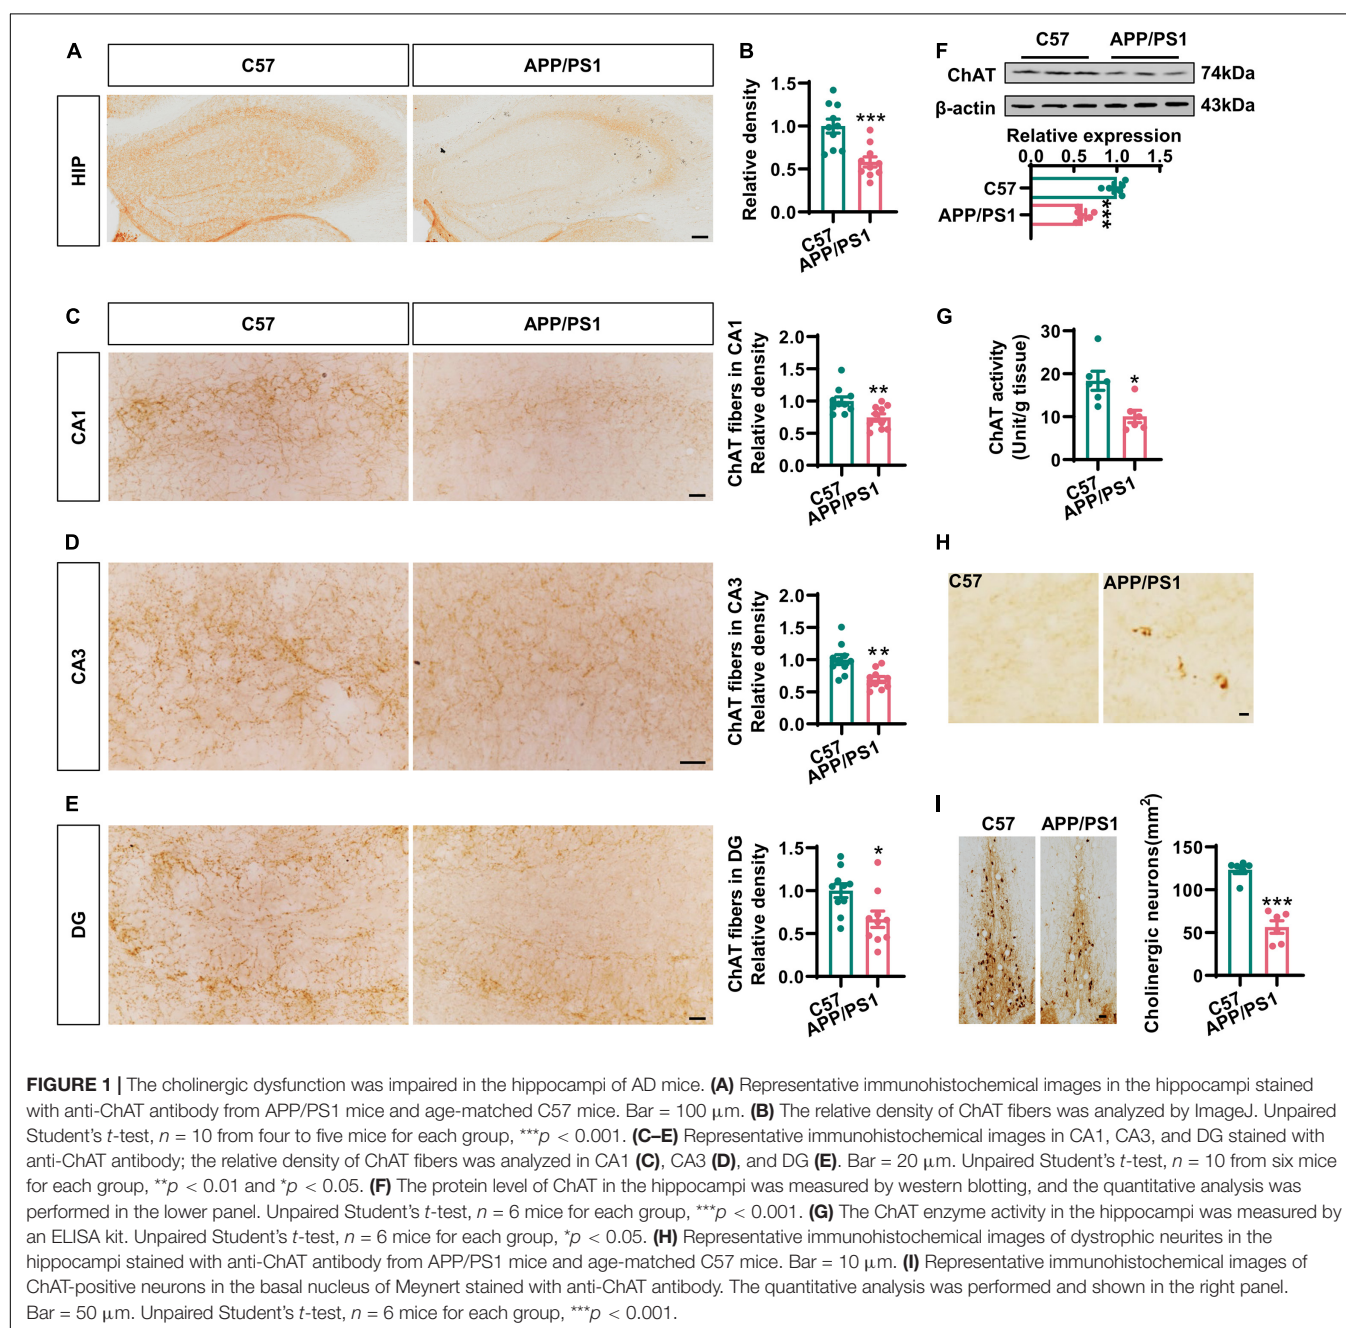 A
C57
APP/PS1
HIP
B
Relative density
1.5
1.0
0.5
0.0
***
C57
APP/PS1
F
C57
APP/PS1
ChAT
74kDa
β-actin
43kDa
Relative expression
0.0 0.5 1.0 1.5
C57
APP/PS1
***
C
C57
APP/PS1
CA1
ChAT fibers in CA1
Relative density
2.0
1.5
1.0
0.5
0.0
**
C57
APP/PS1
G
ChAT activity
(Unit/g tissue)
30
20
10
0
*
C57
APP/PS1
D
CA3
ChAT fibers in CA3
Relative density
2.0
1.5
1.0
0.5
0.0
**
C57
APP/PS1
H
C57
APP/PS1
E
DG
ChAT fibers in DG
Relative density
1.5
1.0
0.5
0.0
*
C57
APP/PS1
I
C57
APP/PS1
Cholinergic neurons(mm²)
150
100
50
0
***
C57
APP/PS1
FIGURE 1 | The cholinergic dysfunction was impaired in the hippocampi of AD mice. (A) Representative immunohistochemical images in the hippocampi stained
with anti-ChAT antibody from APP/PS1 mice and age-matched C57 mice. Bar = 100 μm. (B) The relative density of ChAT fibers was analyzed by ImageJ. Unpaired
Student's t-test, n = 10 from four to five mice for each group, ***p < 0.001. (C–E) Representative immunohistochemical images in CA1, CA3, and DG stained with
anti-ChAT antibody; the relative density of ChAT fibers was analyzed in CA1 (C), CA3 (D), and DG (E). Bar = 20 μm. Unpaired Student's t-test, n = 10 from six mice
for each group, **p < 0.01 and *p < 0.05. (F) The protein level of ChAT in the hippocampi was measured by western blotting, and the quantitative analysis was
performed in the lower panel. Unpaired Student's t-test, n = 6 mice for each group, ***p < 0.001. (G) The ChAT enzyme activity in the hippocampi was measured by
an ELISA kit. Unpaired Student's t-test, n = 6 mice for each group, *p < 0.05. (H) Representative immunohistochemical images of dystrophic neurites in the
hippocampi stained with anti-ChAT antibody from APP/PS1 mice and age-matched C57 mice. Bar = 10 μm. (I) Representative immunohistochemical images of
ChAT-positive neurons in the basal nucleus of Meynert stained with anti-ChAT antibody. The quantitative analysis was performed and shown in the right panel.
Bar = 50 μm. Unpaired Student's t-test, n = 6 mice for each group, ***p < 0.001.